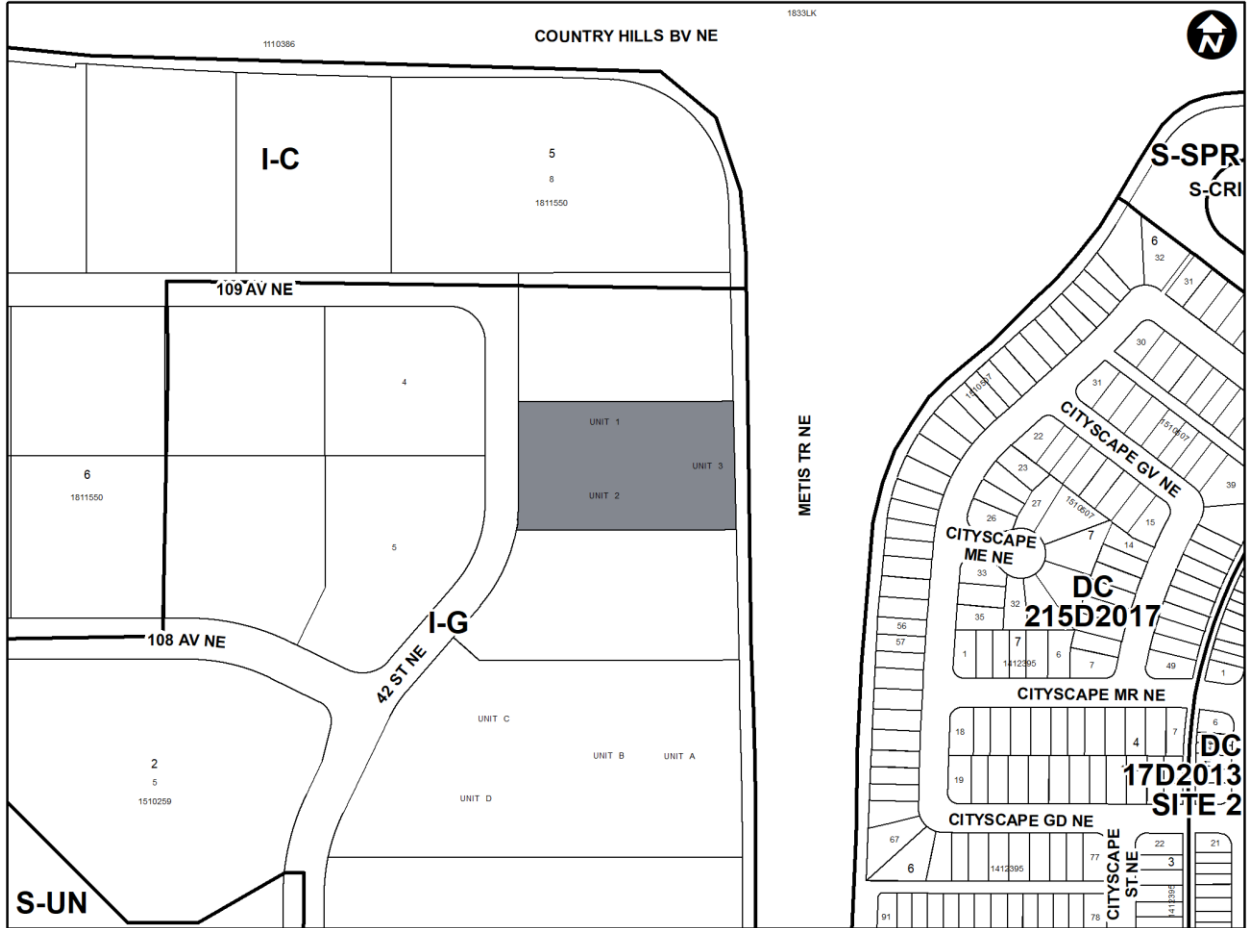 1833LK
COUNTRY HILLS BV NE
1110386
N
I-C
5
8
1811550
S-SPR
S-CRI
6
32
31
109 AV NE
30
4
31
1510507
CITYSCAPE GV NE
1510507
UNIT 1
22
METIS TR NE
UNIT 3
23
6
1811550
39
UNIT 2
27
1510507
26
15
CITYSCAPE
ME NE
7
14
5
33
DC
215D2017
32
35
I-G
56
57
108 AV NE
1
7
6
1412395
7
49
1
42 ST NE
CITYSCAPE MR NE
UNIT C
18
7
6
4
DC
17D2013
SITE 2
UNIT B
UNIT A
2
5
1510259
19
UNIT D
CITYSCAPE GD NE
67
22
21
77
3
6
1412395
CITYSCAPE
ST NE
S-UN
1412395
91
78